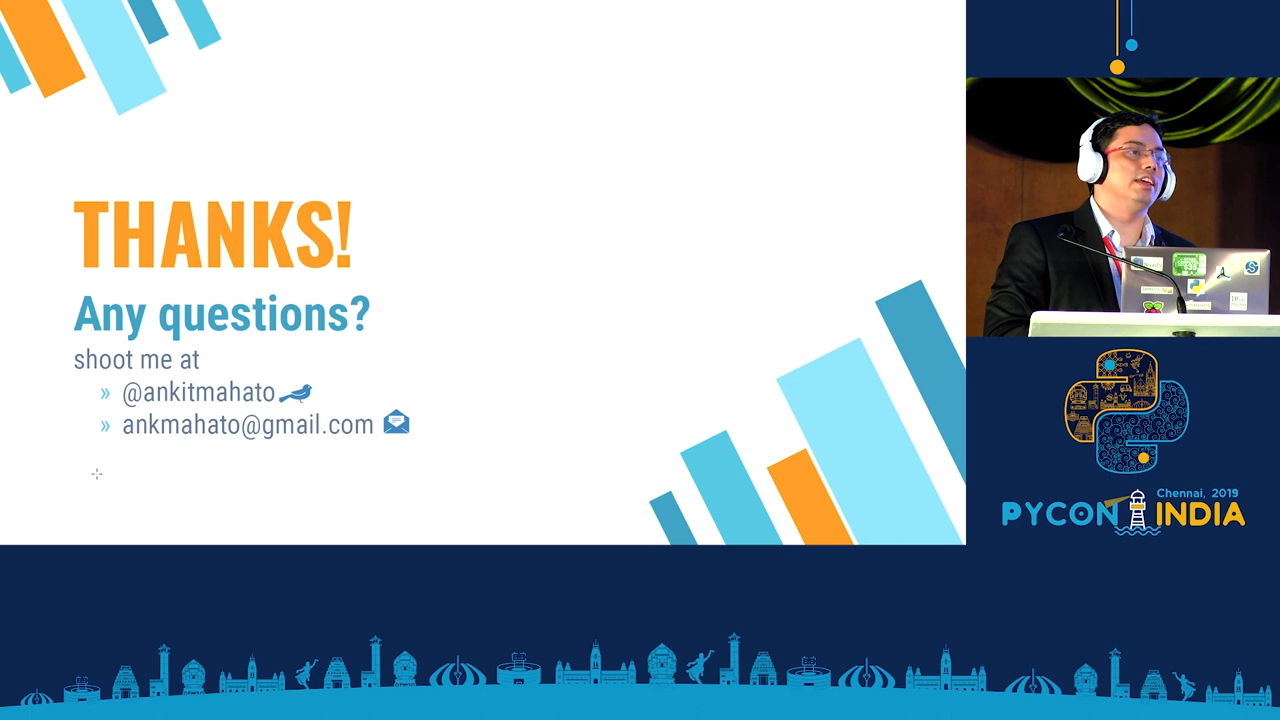 THANKS!
Any questions?
shoot me at
» @ankitmahato
» ankmahato@gmail.com
Chennai, 2019
PYCON INDIA